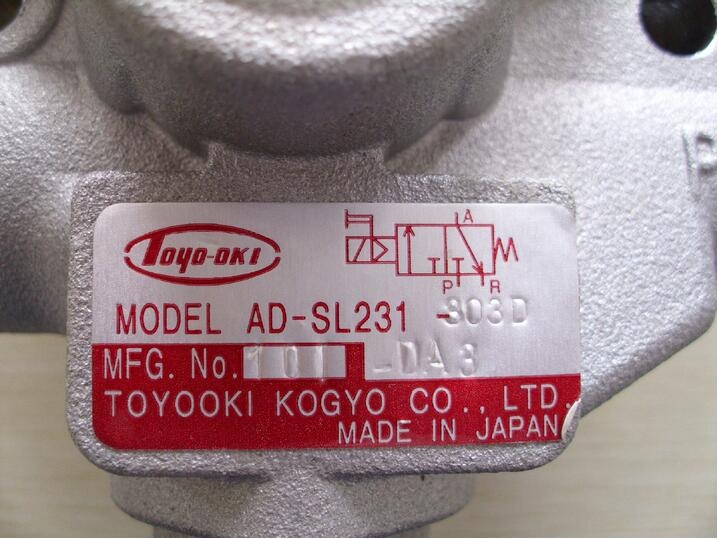 TOYO-OKI
A
P R
MODEL AD-SL231 -303D
MFG. No. 101 -DA3
TOYOOKI KOGYO CO., LTD.
MADE IN JAPAN
P